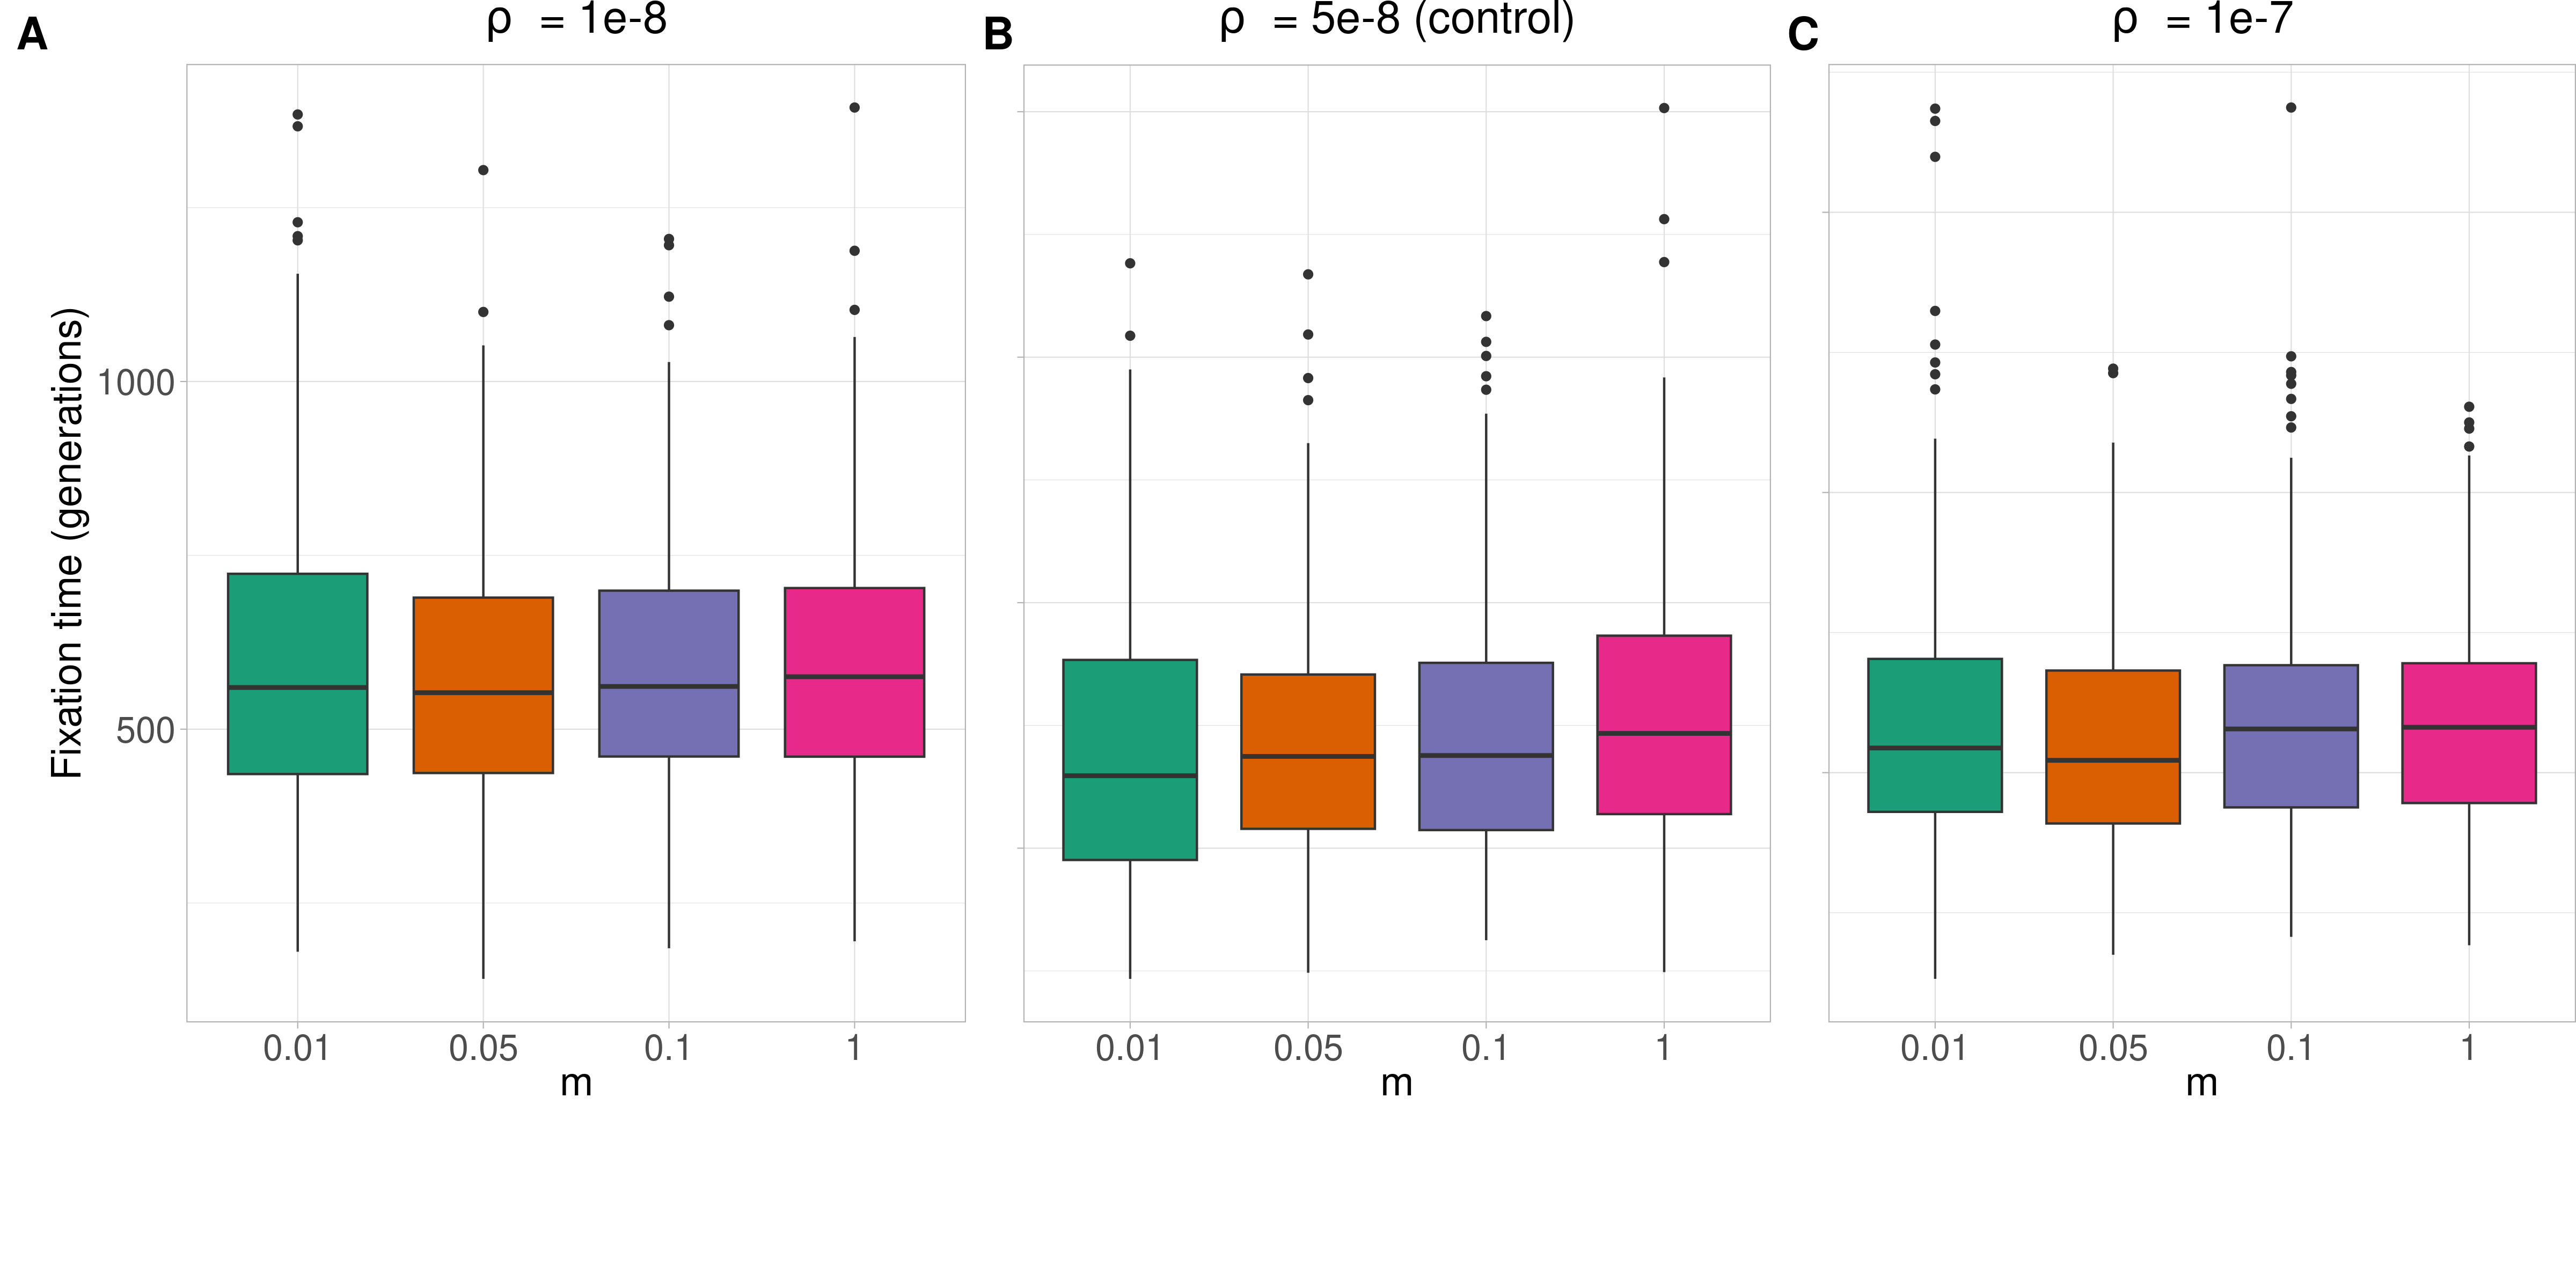 A
ρ = 1e-8
B
ρ = 5e-8 (control)
C
ρ = 1e-7
Fixation time (generations)
1000
500
0.01 0.05 0.1 1
m
0.01 0.05 0.1 1
m
0.01 0.05 0.1 1
m